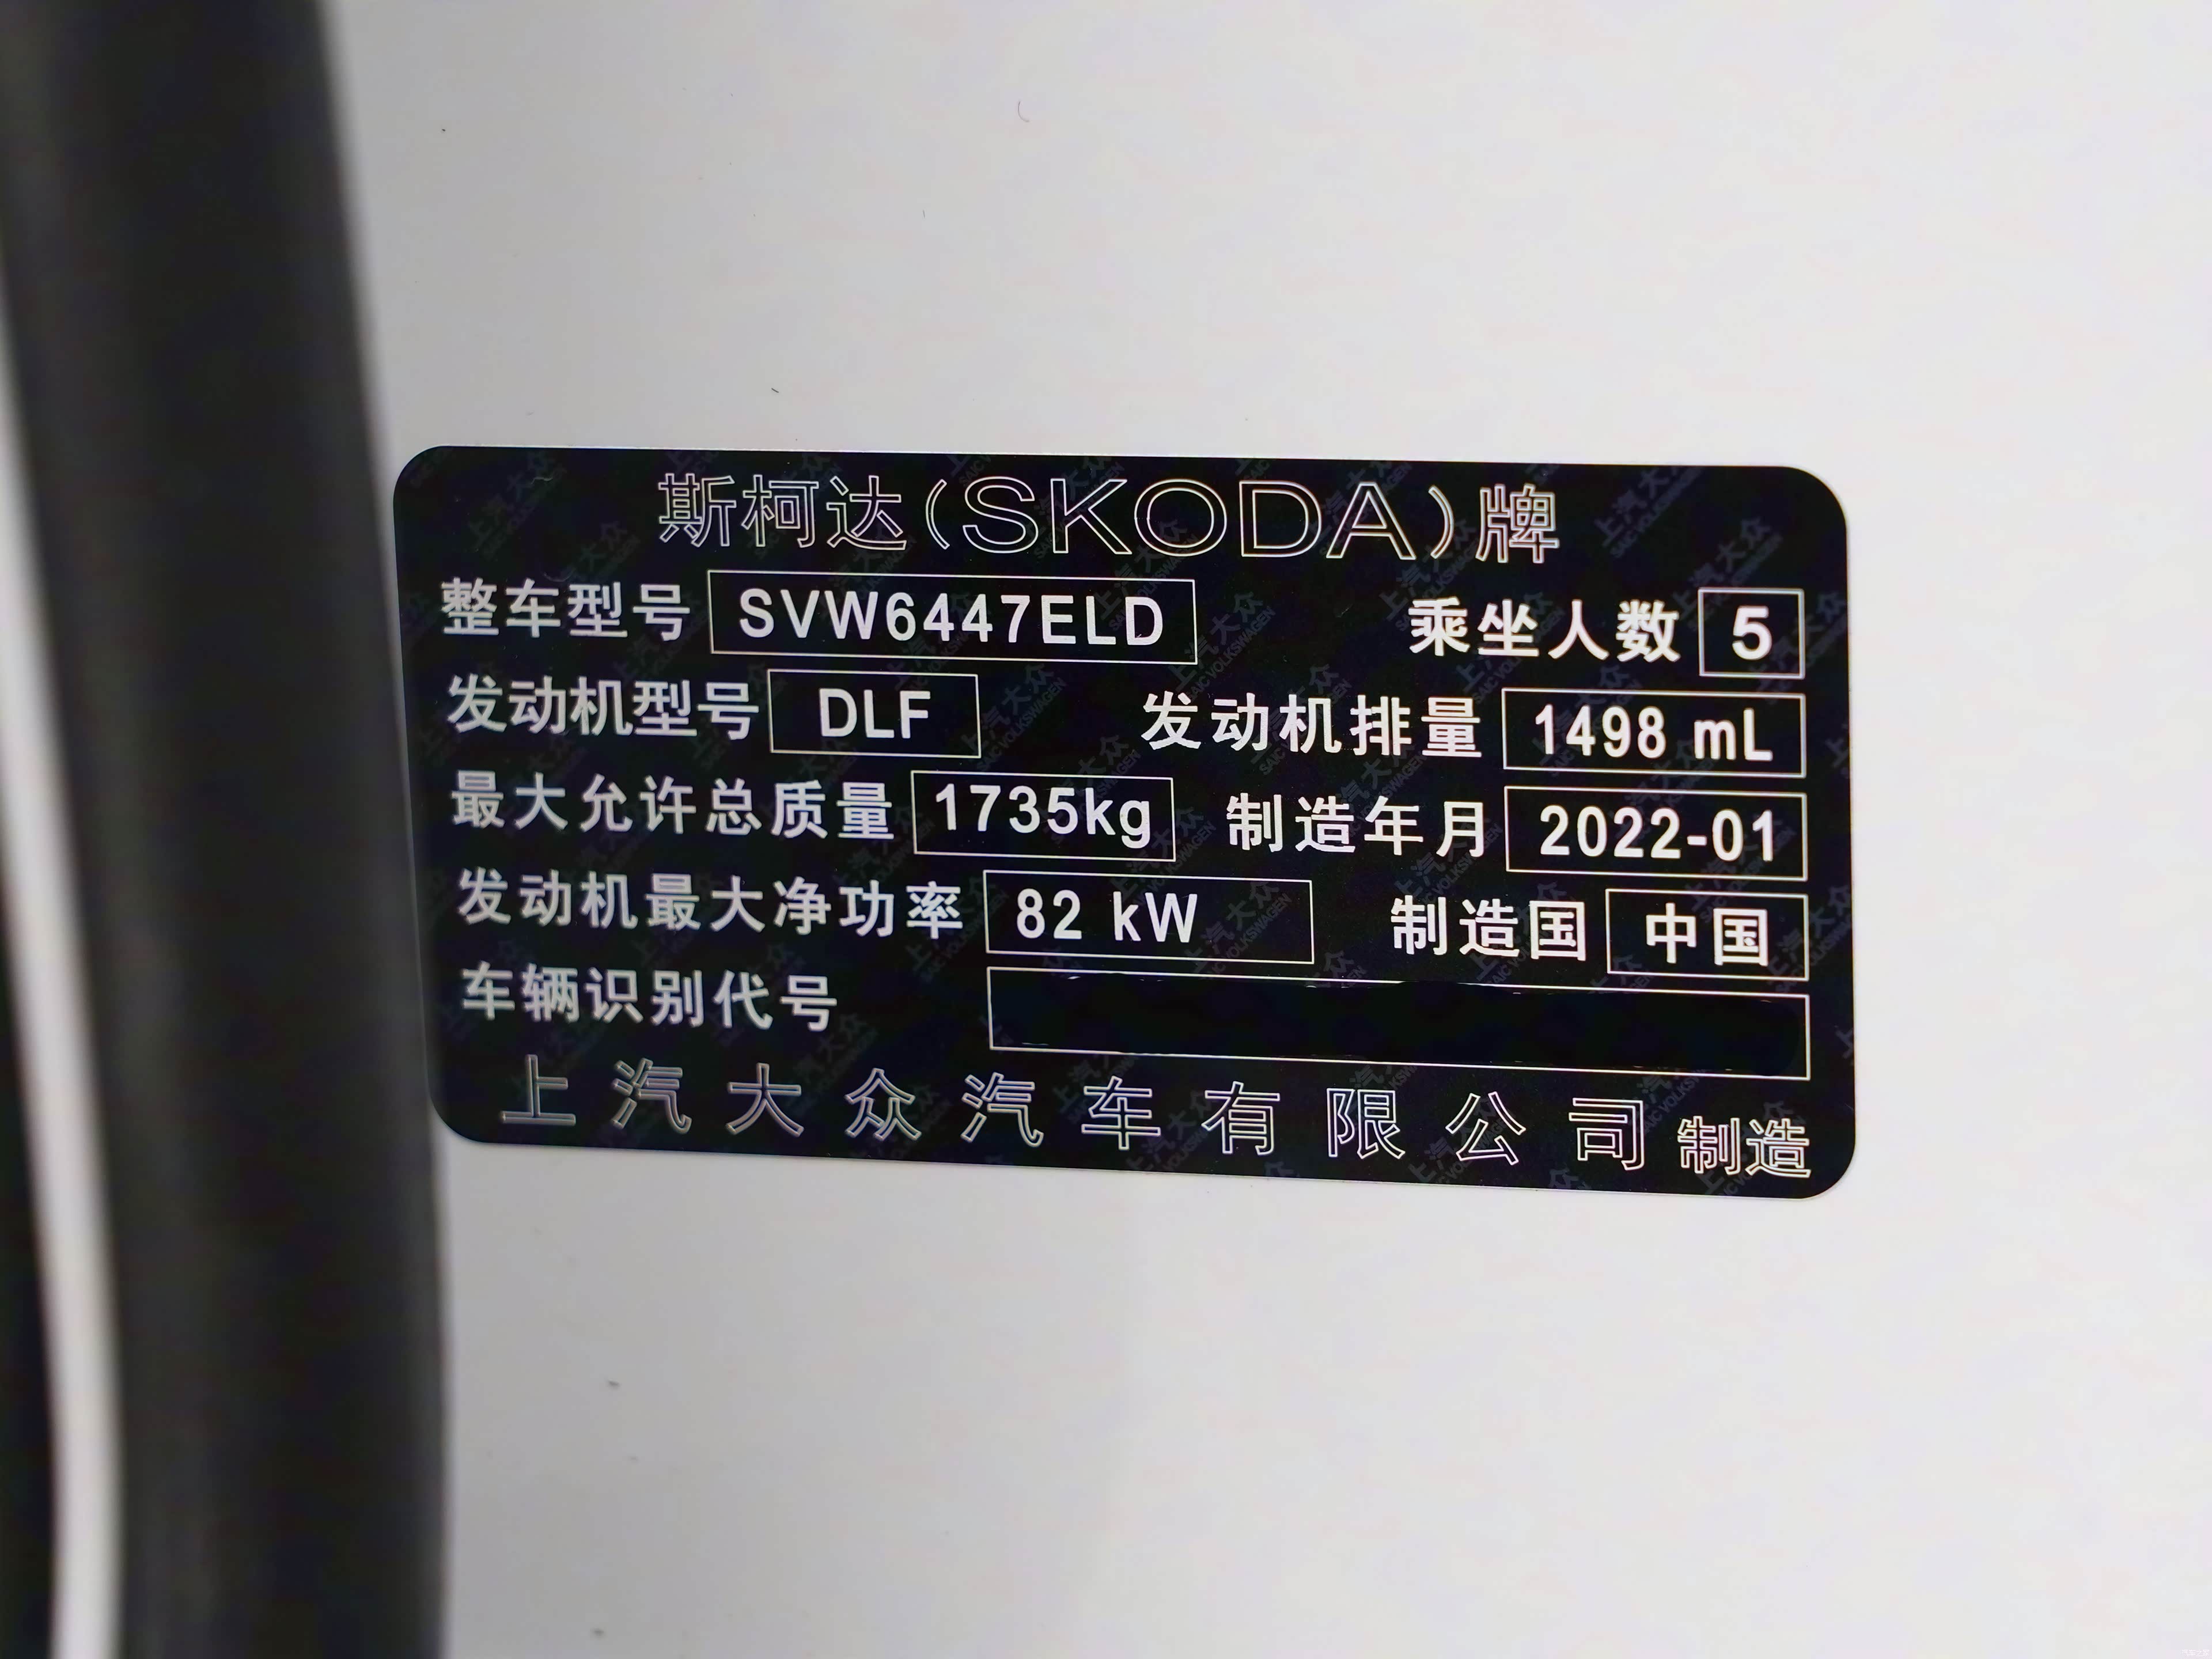 斯柯达(SKODA)牌
整车型号 SVW6447ELD 乘坐人数 5
发动机型号 DLF 发动机排量 1498 mL
最大允许总质量 1735kg 制造年月 2022-01
发动机最大净功率 82 kW 制造国 中国
车辆识别代号
上汽大众汽车有限公司制造